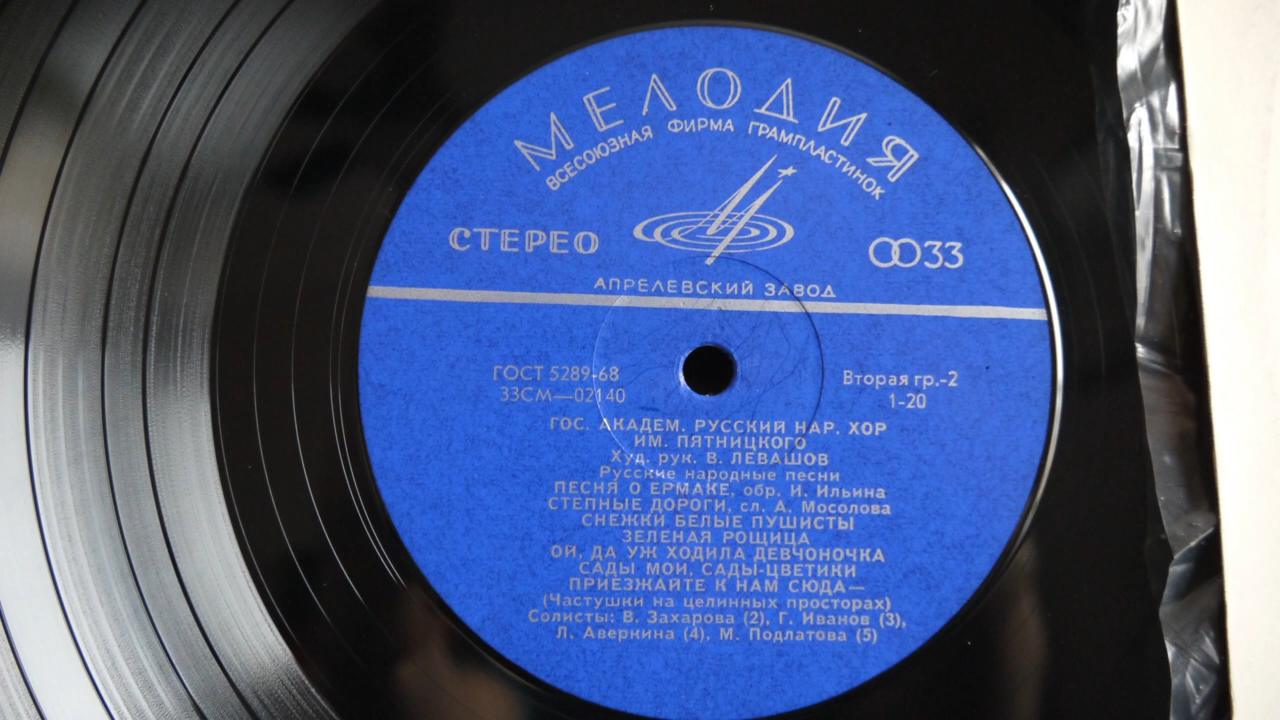 МЕЛОДИЯ
ВСЕСОЮЗНАЯ ФИРМА ГРАМПЛАСТИНОК
СТЕРЕО
33
АПРЕЛЕВСКИЙ ЗАВОД
ГОСТ 5289-68
Вторая гр.-2
33СМ—02140
1-20
ГОС. АКАДЕМ. РУССКИЙ НАР. ХОР
ИМ. ПЯТНИЦКОГО
Худ. рук. В. ЛЕВАШОВ
Русские народные песни
ПЕСНЯ О ЕРМАКЕ, обр. И. Ильина
СТЕПНЫЕ ДОРОГИ, сл. А. Мосолова
СНЕЖКИ БЕЛЫЕ ПУШИСТЫ
ЗЕЛЕНАЯ РОЩИЦА
ОЙ, ДА УЖ ХОДИЛА ДЕВЧОНОЧКА
САДЫ МОИ, САДЫ-ЦВЕТИКИ
ПРИЕЗЖАЙТЕ К НАМ СЮДА—
(Частушки на целинных просторах)
Солисты: В. Захарова (2), Г. Иванов (3),
Л. Аверкина (4), М. Подлатова (5)